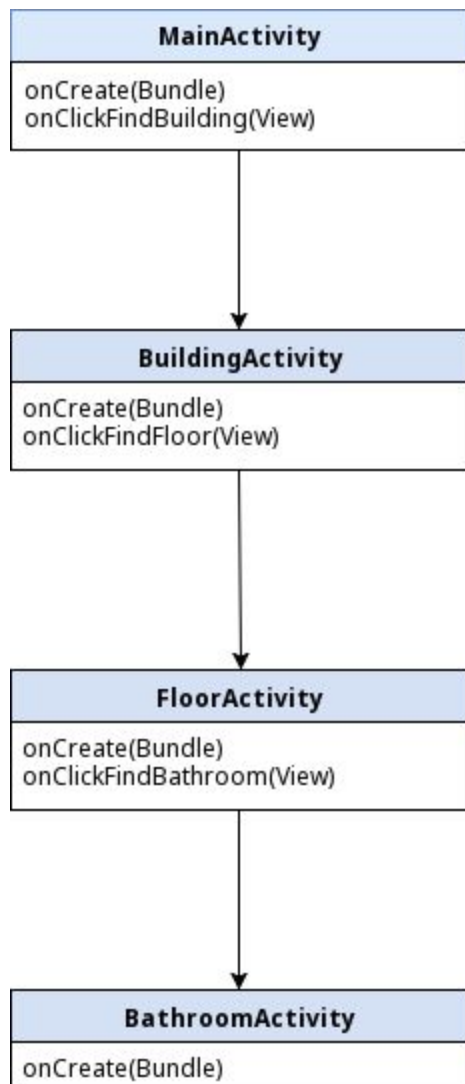 MainActivity
onCreate(Bundle)
onClickFindBuilding(View)
BuildingActivity
onCreate(Bundle)
onClickFindFloor(View)
FloorActivity
onCreate(Bundle)
onClickFindBathroom(View)
BathroomActivity
onCreate(Bundle)